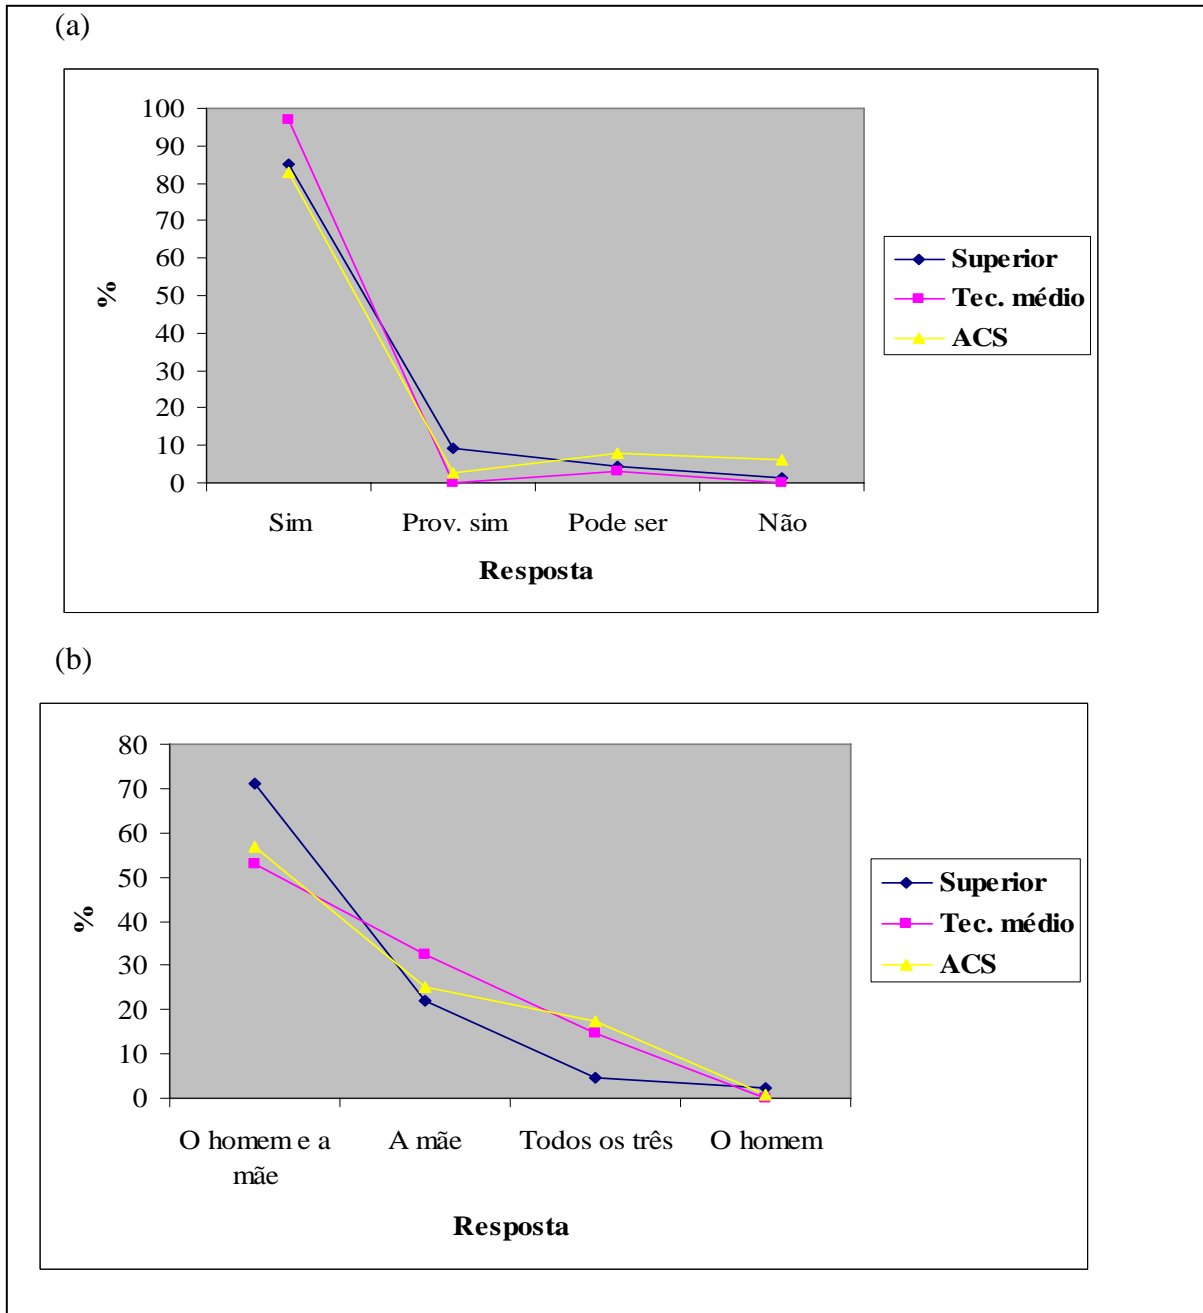 (a)
100
90
80
70
60
50
40
30
20
10
0
%
Sim Prov. sim Pode ser Não
Resposta
Superior
Tec. médio
ACS
(b)
80
70
60
50
40
30
20
10
0
%
O homem e a mãe A mãe Todos os três O homem
Resposta
Superior
Tec. médio
ACS